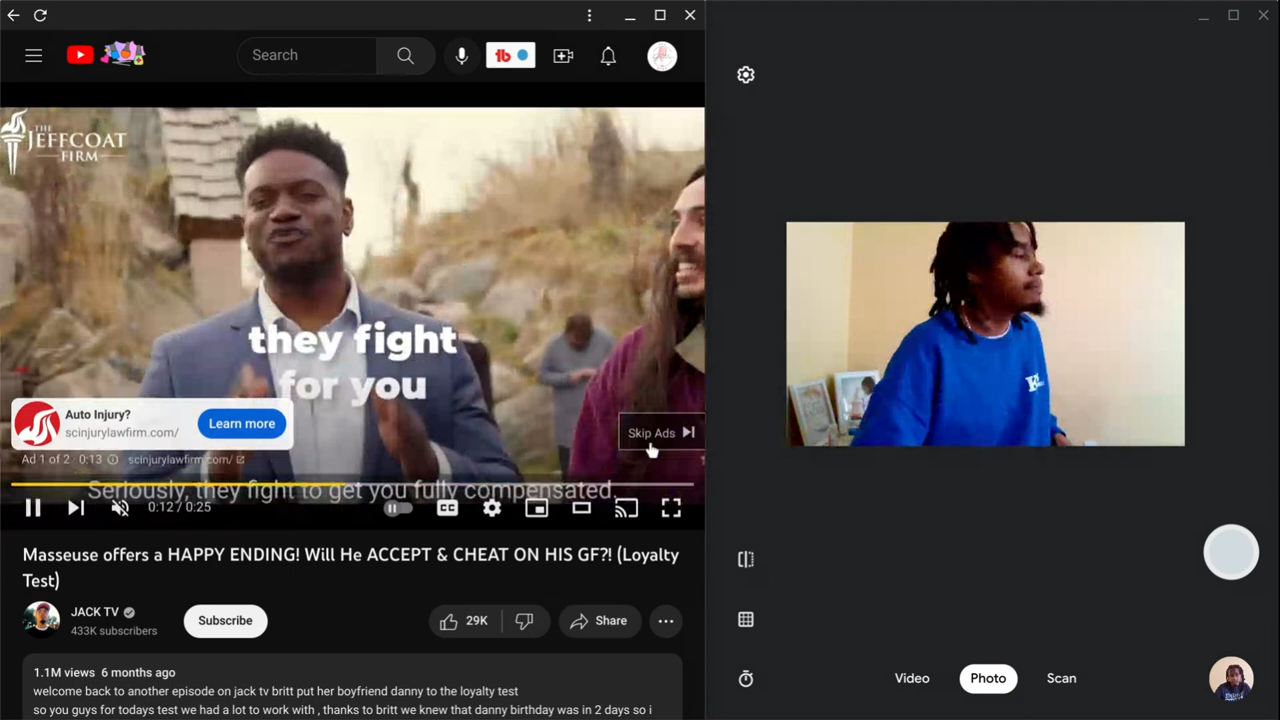 Search
THE
JEFFCOAT
FIRM
they fight
for you
Auto Injury?
scinjurylawfirm.com/
Learn more
Skip Ads
Ad 1 of 2 · 0:13
scinjurylawfirm.com/
Seriously, they fight to get you fully compensated.
0:12 / 0:25
CC
Masseuse offers a HAPPY ENDING! Will He ACCEPT & CHEAT ON HIS GF?! (Loyalty
Test)
JACK TV
433K subscribers
Subscribe
29K
Share
1.1M views 6 months ago
welcome back to another episode on jack tv britt put her boyfriend danny to the loyalty test
so you guys for todays test we had a lot to work with , thanks to britt we knew that danny birthday was in 2 days so i
Video
Photo
Scan